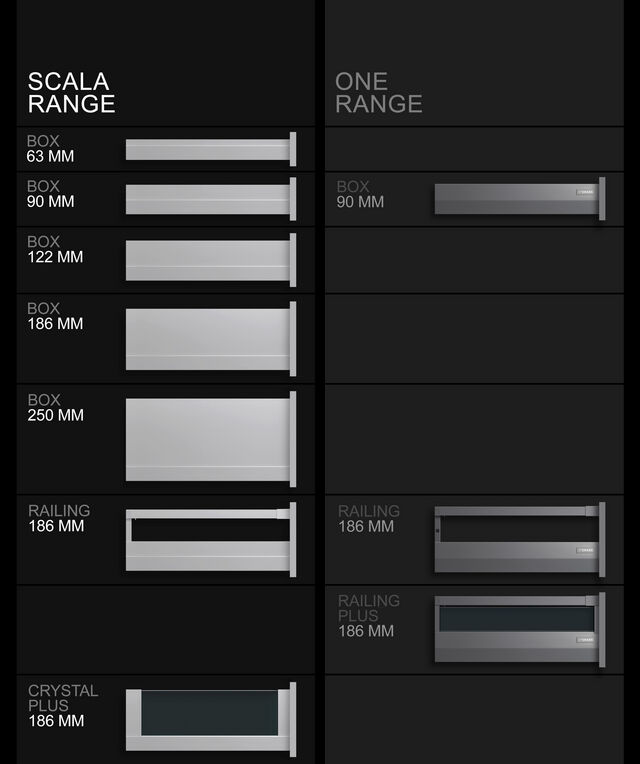 SCALA
RANGE
BOX
63 MM
BOX
90 MM
BOX
122 MM
BOX
186 MM
BOX
250 MM
RAILING
186 MM
CRYSTAL
PLUS
186 MM
ONE
RANGE
BOX
90 MM
RAILING
186 MM
RAILING
PLUS
186 MM